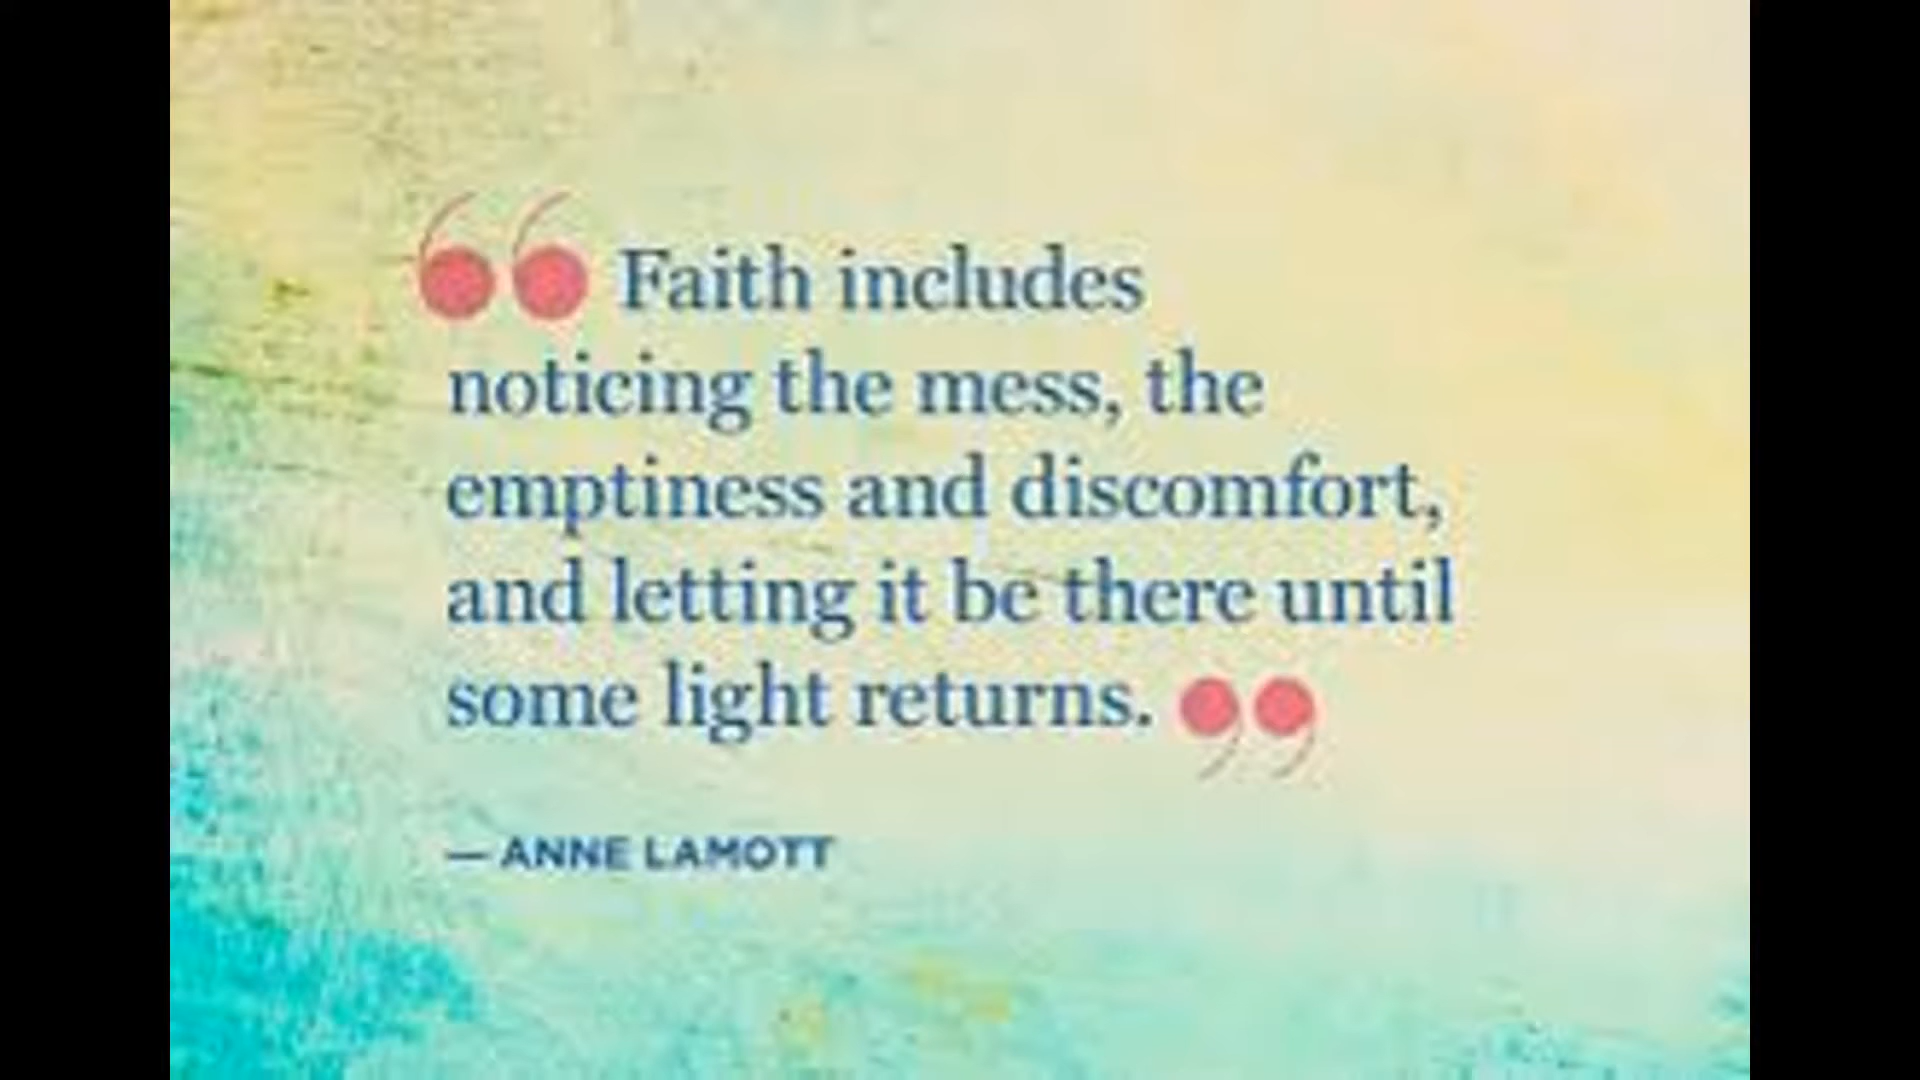 “ Faith includes
noticing the mess, the
emptiness and discomfort,
and letting it be there until
some light returns. ”
— ANNE LAMOTT